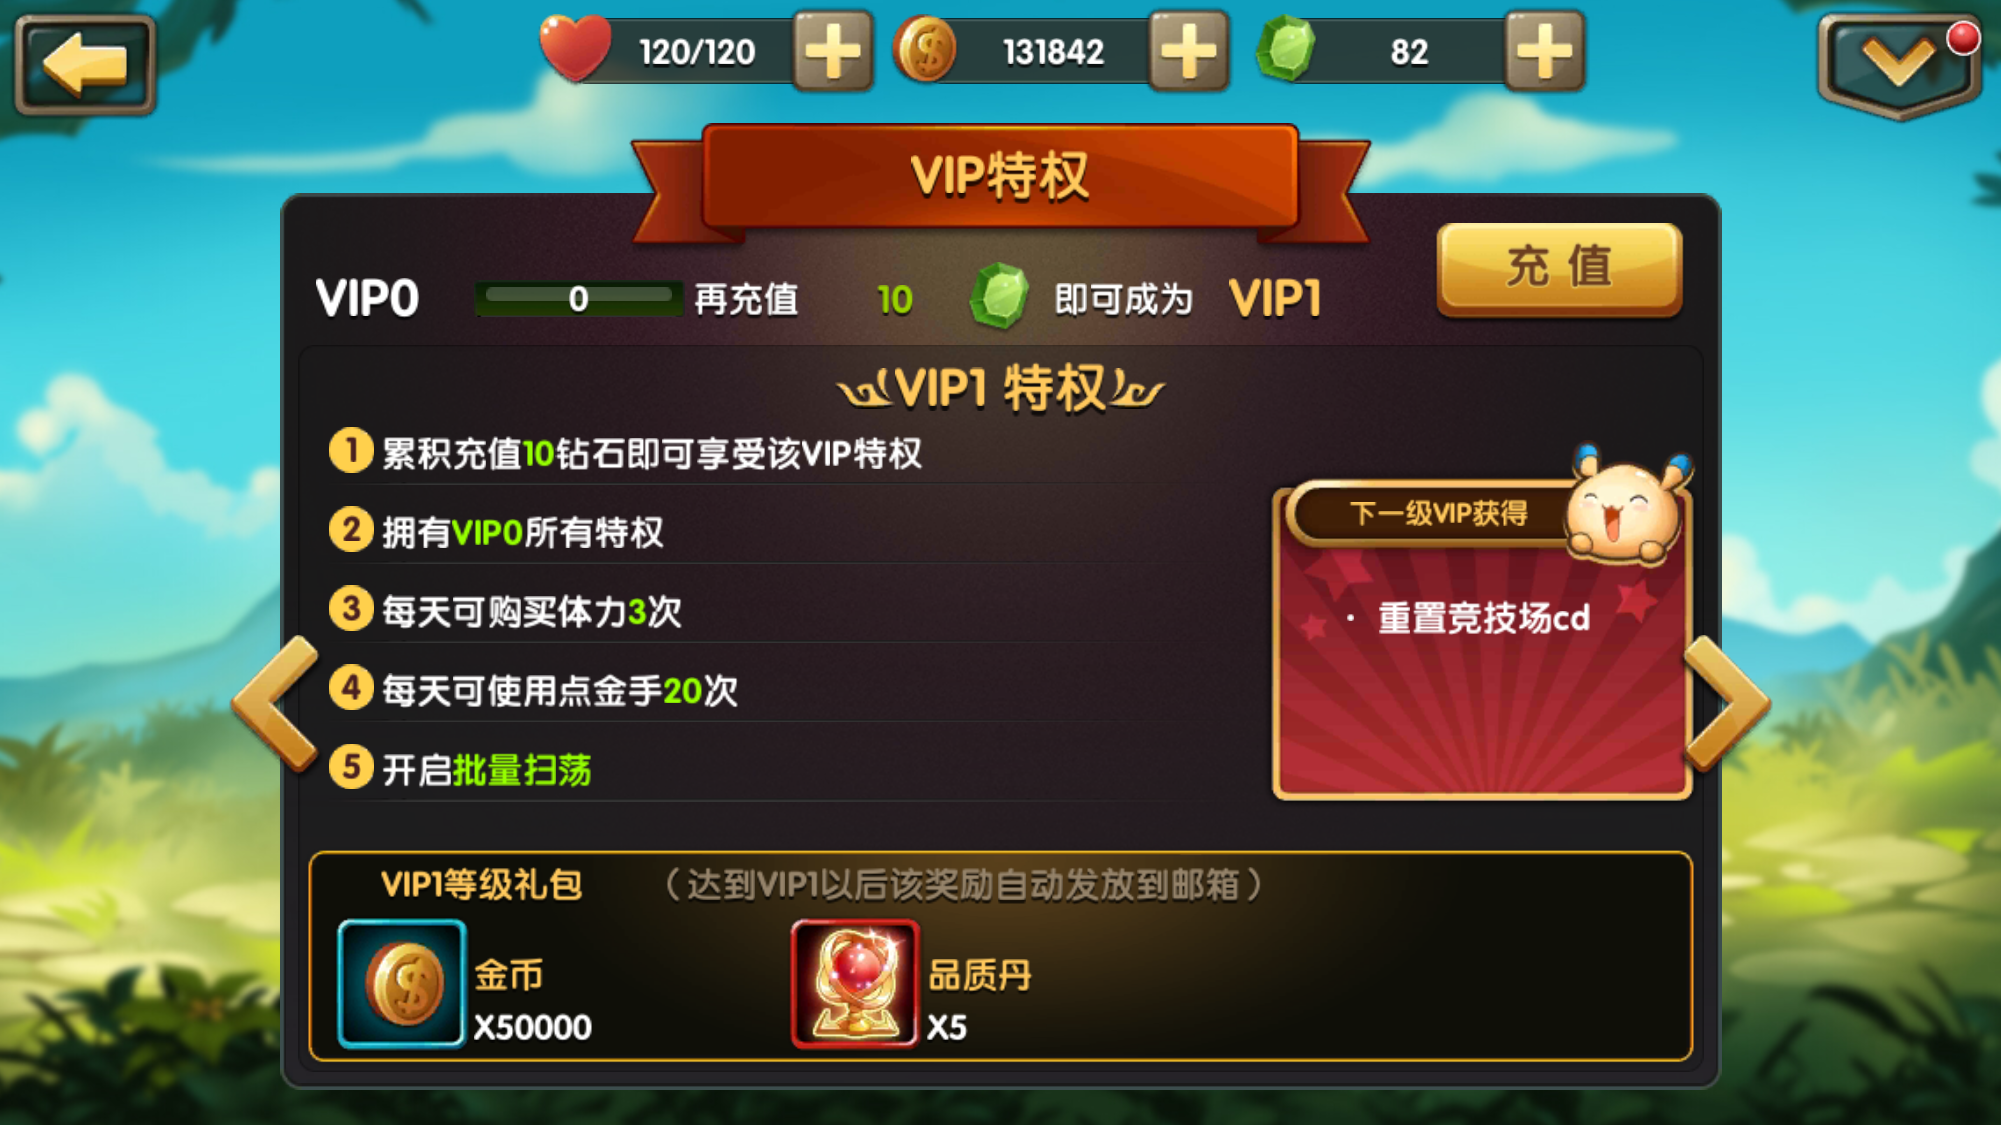 120/120
131842
82
VIP特权
充值
VIP0 0 再充值 10 即可成为 VIP1
VIP1 特权
1 累积充值10钻石即可享受该VIP特权
2 拥有VIP0所有特权
3 每天可购买体力3次
4 每天可使用点金手20次
5 开启批量扫荡
下一级VIP获得
· 重置竞技场cd
VIP1等级礼包 （达到VIP1以后该奖励自动发放到邮箱）
金币
X50000
品质丹
X5